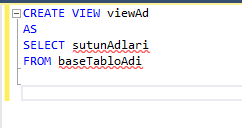 CREATE VIEW viewAd
AS
SELECT sutunAdlari
FROM baseTabloAdi